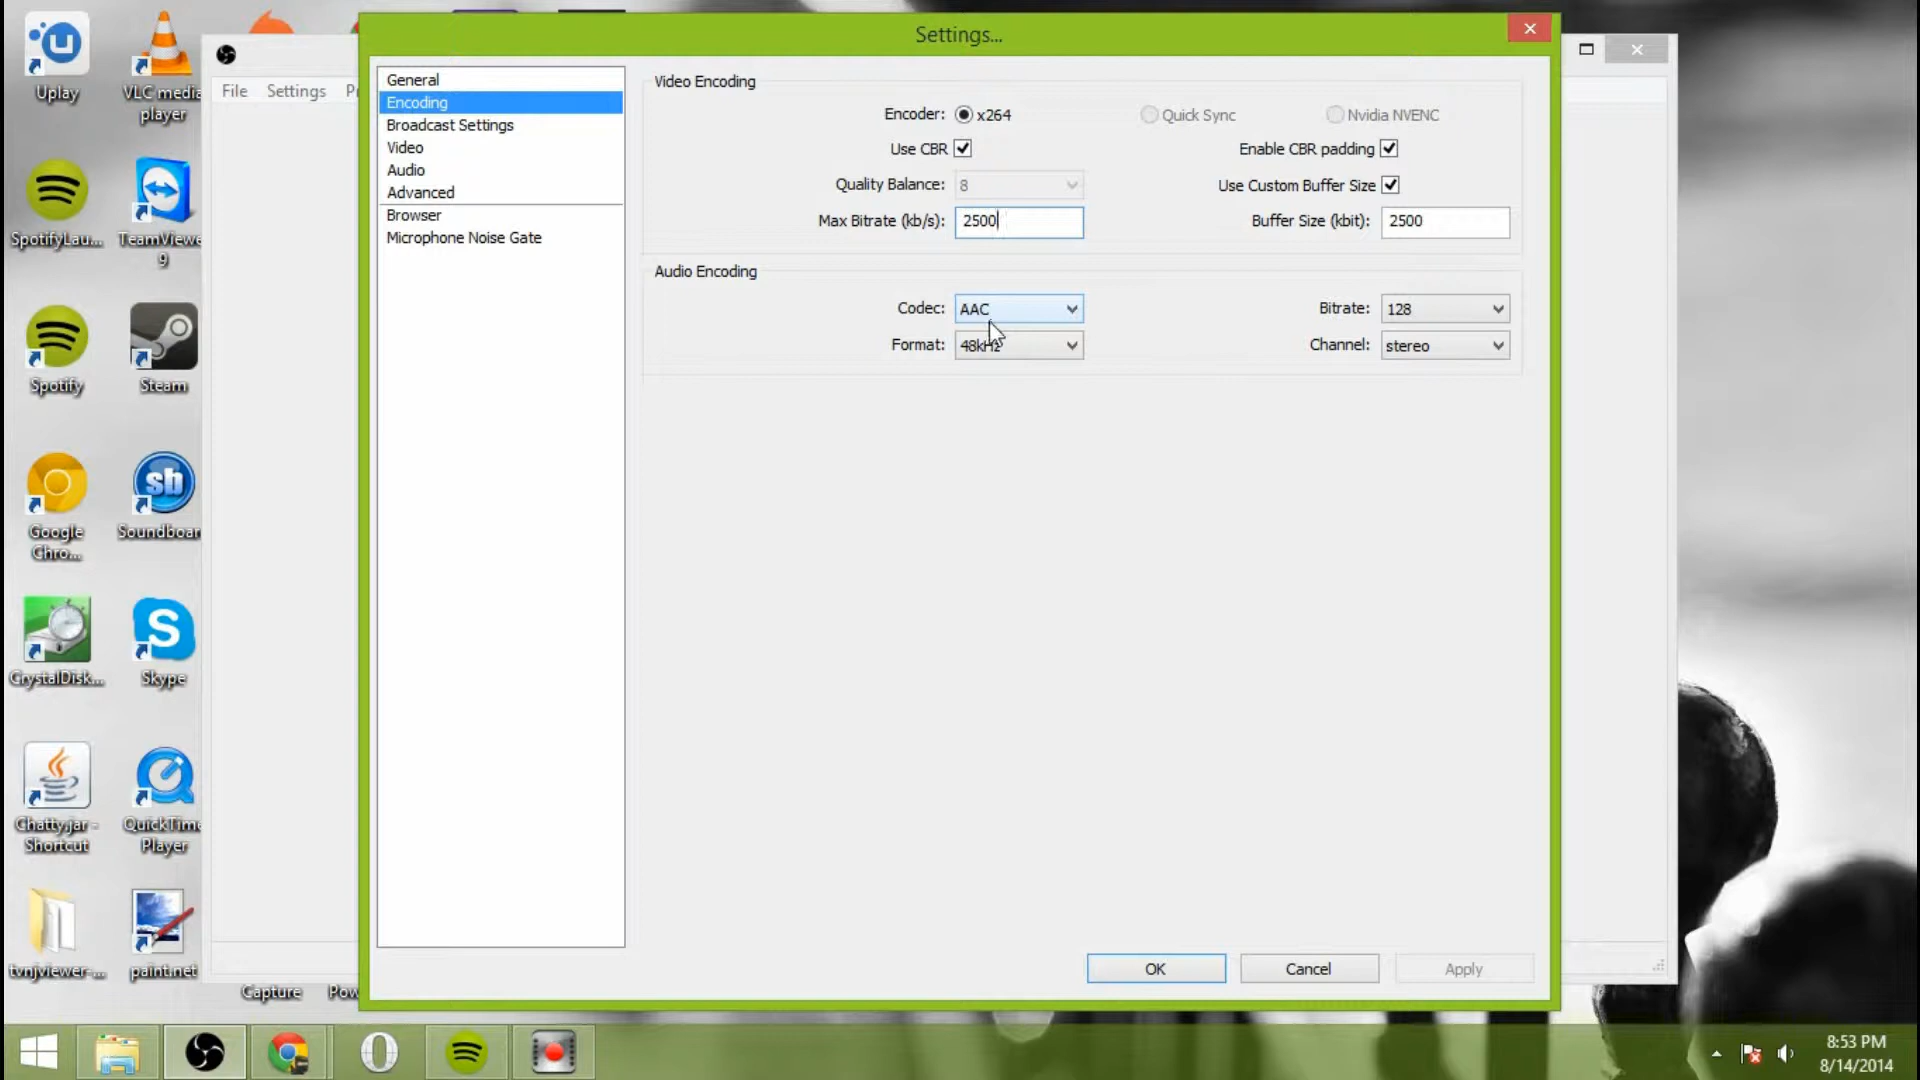 Settings...
File
Settings
General
Encoding
Broadcast Settings
Video
Audio
Advanced
Browser
Microphone Noise Gate
Video Encoding
Encoder:
x264
Quick Sync
Nvidia NVENC
Use CBR
Enable CBR padding
Quality Balance:
8
Use Custom Buffer Size
Max Bitrate (kb/s):
2500
Buffer Size (kbit):
2500
Audio Encoding
Codec:
AAC
Bitrate:
128
Format:
48kHz
Channel:
stereo
OK
Cancel
Apply
Uplay
VLC media
player
SpotifyLau...
TeamViewe
9
Spotify
Steam
Google
Chro...
sb
Soundboar
CrystalDisk...
Skype
Chatty.jar -
Shortcut
QuickTime
Player
tvnjviewer-...
paint.net
Capture
8:53 PM
8/14/2014